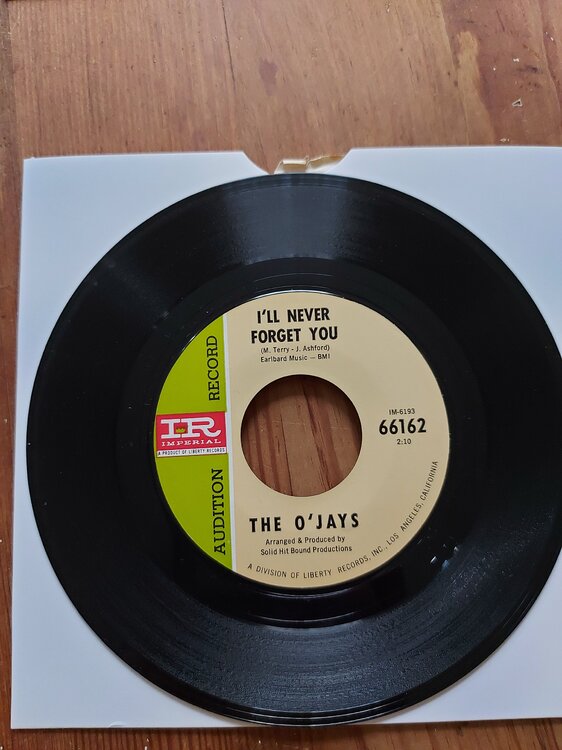 I'LL NEVER
FORGET YOU
(M. Terry - J. Ashford)
Earlbard Music — BMI
AUDITION RECORD
IR
IMPERIAL
A PRODUCT OF LIBERTY RECORDS
IM-6193
66162
2:10
THE O'JAYS
Arranged & Produced by
Solid Hit Bound Productions
A DIVISION OF LIBERTY RECORDS, INC., LOS ANGELES, CALIFORNIA